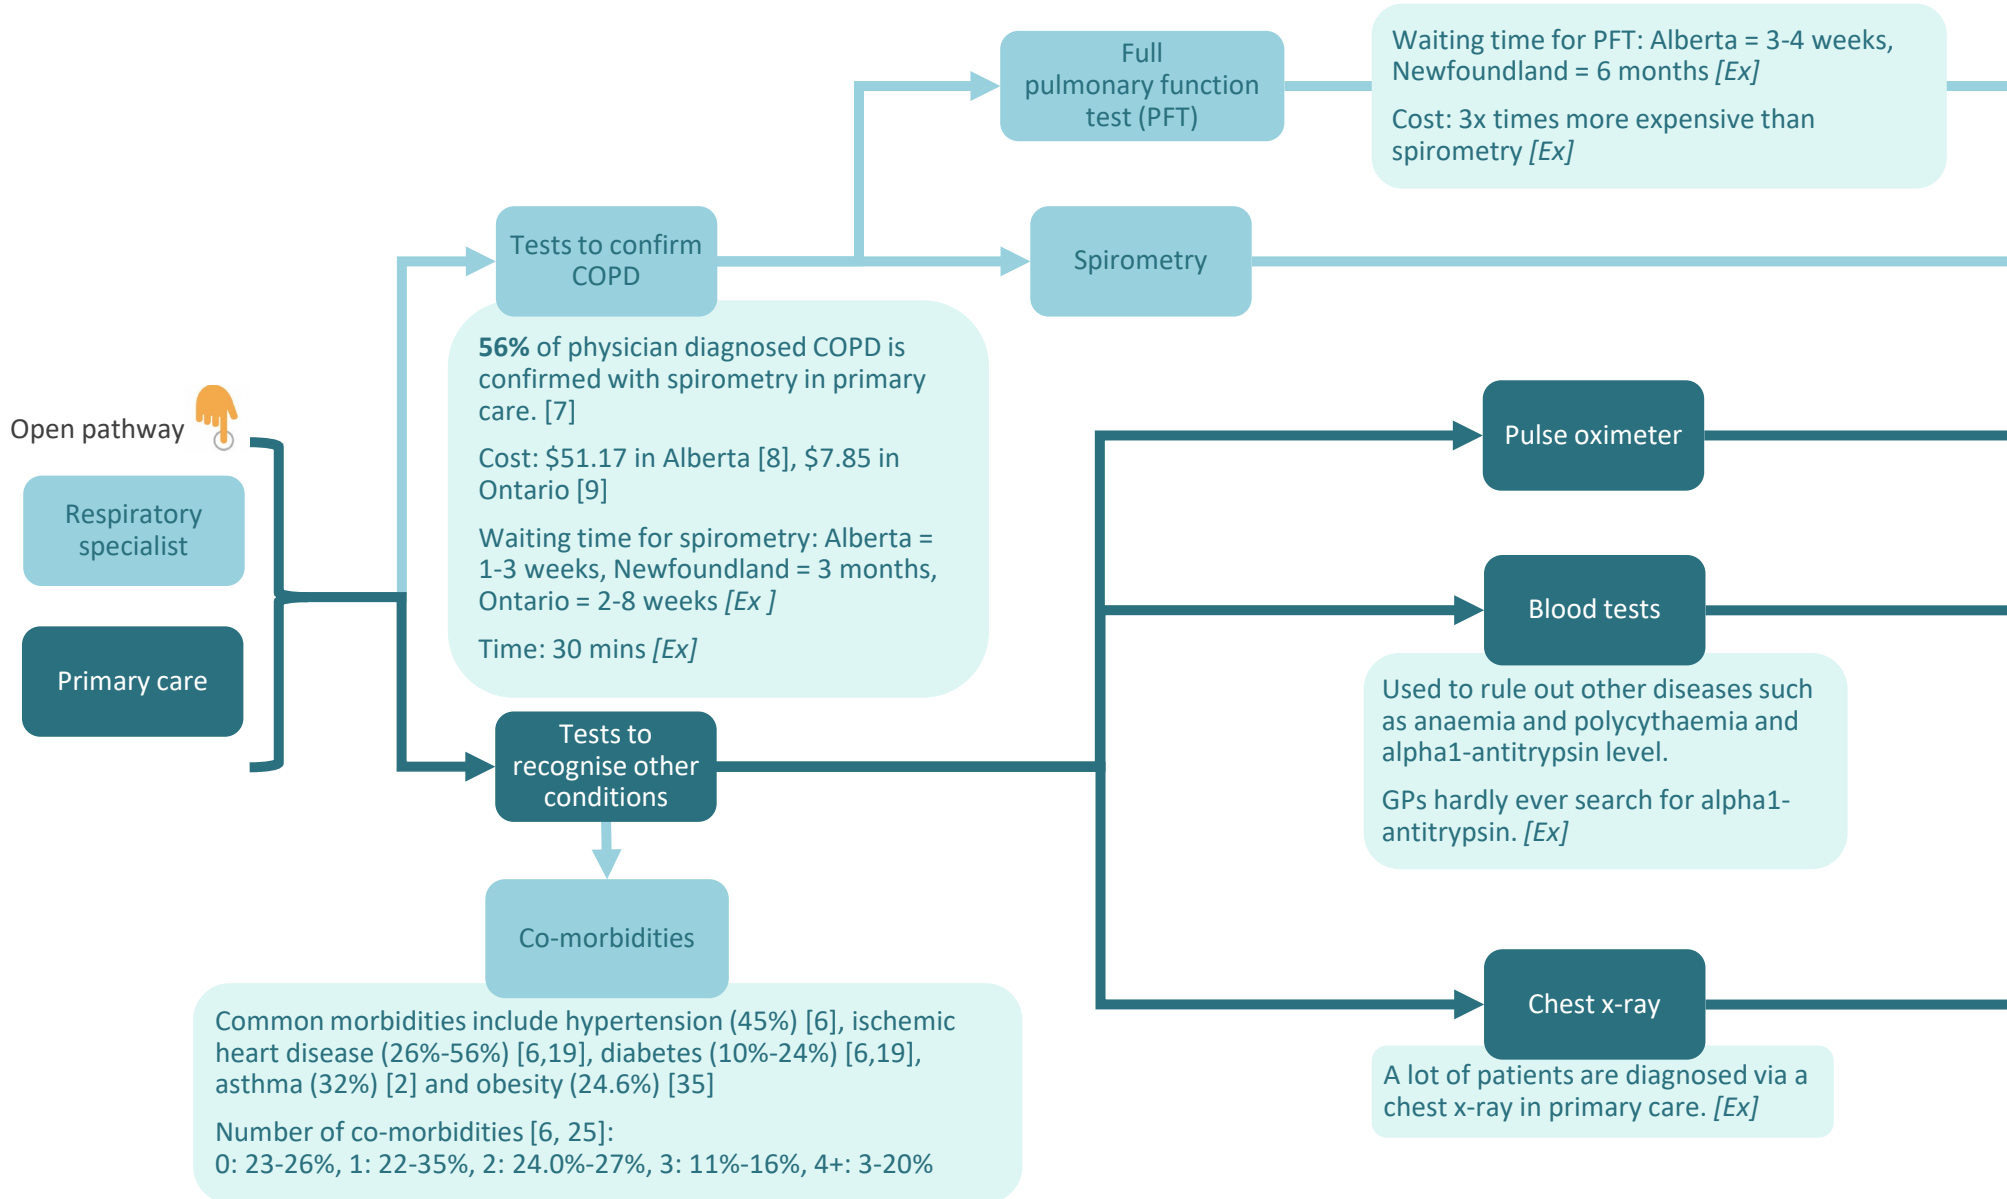 Full
pulmonary function
test (PFT)
Waiting time for PFT: Alberta = 3-4 weeks,
Newfoundland = 6 months [Ex]
Cost: 3x times more expensive than
spirometry [Ex]
Tests to confirm
COPD
Spirometry
56% of physician diagnosed COPD is
confirmed with spirometry in primary
care. [7]
Cost: $51.17 in Alberta [8], $7.85 in
Ontario [9]
Waiting time for spirometry: Alberta =
1-3 weeks, Newfoundland = 3 months,
Ontario = 2-8 weeks [Ex ]
Time: 30 mins [Ex]
Open pathway
Respiratory
specialist
Primary care
Pulse oximeter
Blood tests
Used to rule out other diseases such
as anaemia and polycythaemia and
alpha1-antitrypsin level.
GPs hardly ever search for alpha1-
antitrypsin. [Ex]
Tests to
recognise other
conditions
Co-morbidities
Common morbidities include hypertension (45%) [6], ischemic
heart disease (26%-56%) [6,19], diabetes (10%-24%) [6,19],
asthma (32%) [2] and obesity (24.6%) [35]
Number of co-morbidities [6, 25]:
0: 23-26%, 1: 22-35%, 2: 24.0%-27%, 3: 11%-16%, 4+: 3-20%
Chest x-ray
A lot of patients are diagnosed via a
chest x-ray in primary care. [Ex]